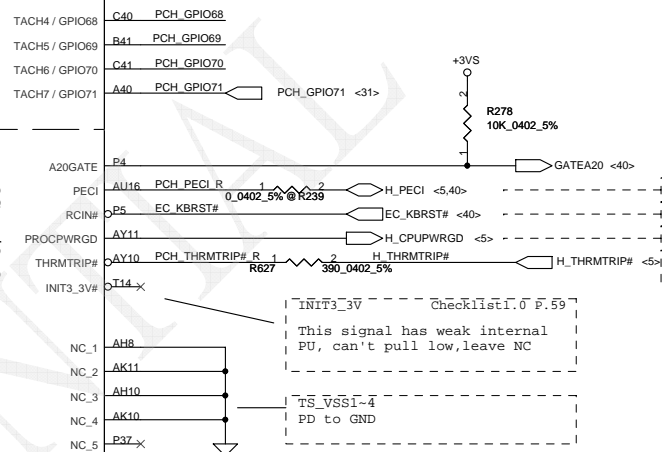 TACH4 / GPIO68 C40 PCH_GPIO68
TACH5 / GPIO69 B41 PCH_GPIO69
TACH6 / GPIO70 C41 PCH_GPIO70
TACH7 / GPIO71 A40 PCH_GPIO71 PCH_GPIO71 <31>
+3VS
2
R278
10K_0402_5%
1
A20GATE P4 GATEA20 <40>
PECI AU16 PCH_PECI_R 1 2 H_PECI <5,40>
0_0402_5% @ R239
RCIN# P5 EC_KBRST# EC_KBRST# <40>
PROCPWRGD AY11 H_CPUPWRGD <5>
THRMTRIP# AY10 PCH_THRMTRIP#_R 1 2 H_THRMTRIP# H_THRMTRIP# <5>
R627 390_0402_5%
INIT3_3V# T14
INIT3_3V Checklist1.0 P.59
This signal has weak internal
PU, can't pull low,leave NC
NC_1 AH8
NC_2 AK11
NC_3 AH10
NC_4 AK10
NC_5 P37
TS_VSS1~4
PD to GND